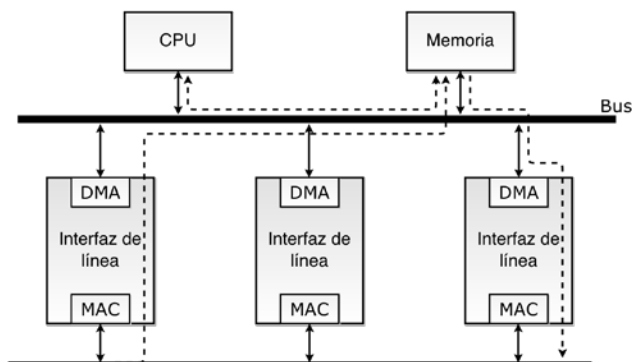 CPU
Memoria
Bus
DMA
DMA
DMA
Interfaz de
línea
Interfaz de
línea
Interfaz de
línea
MAC
MAC
MAC